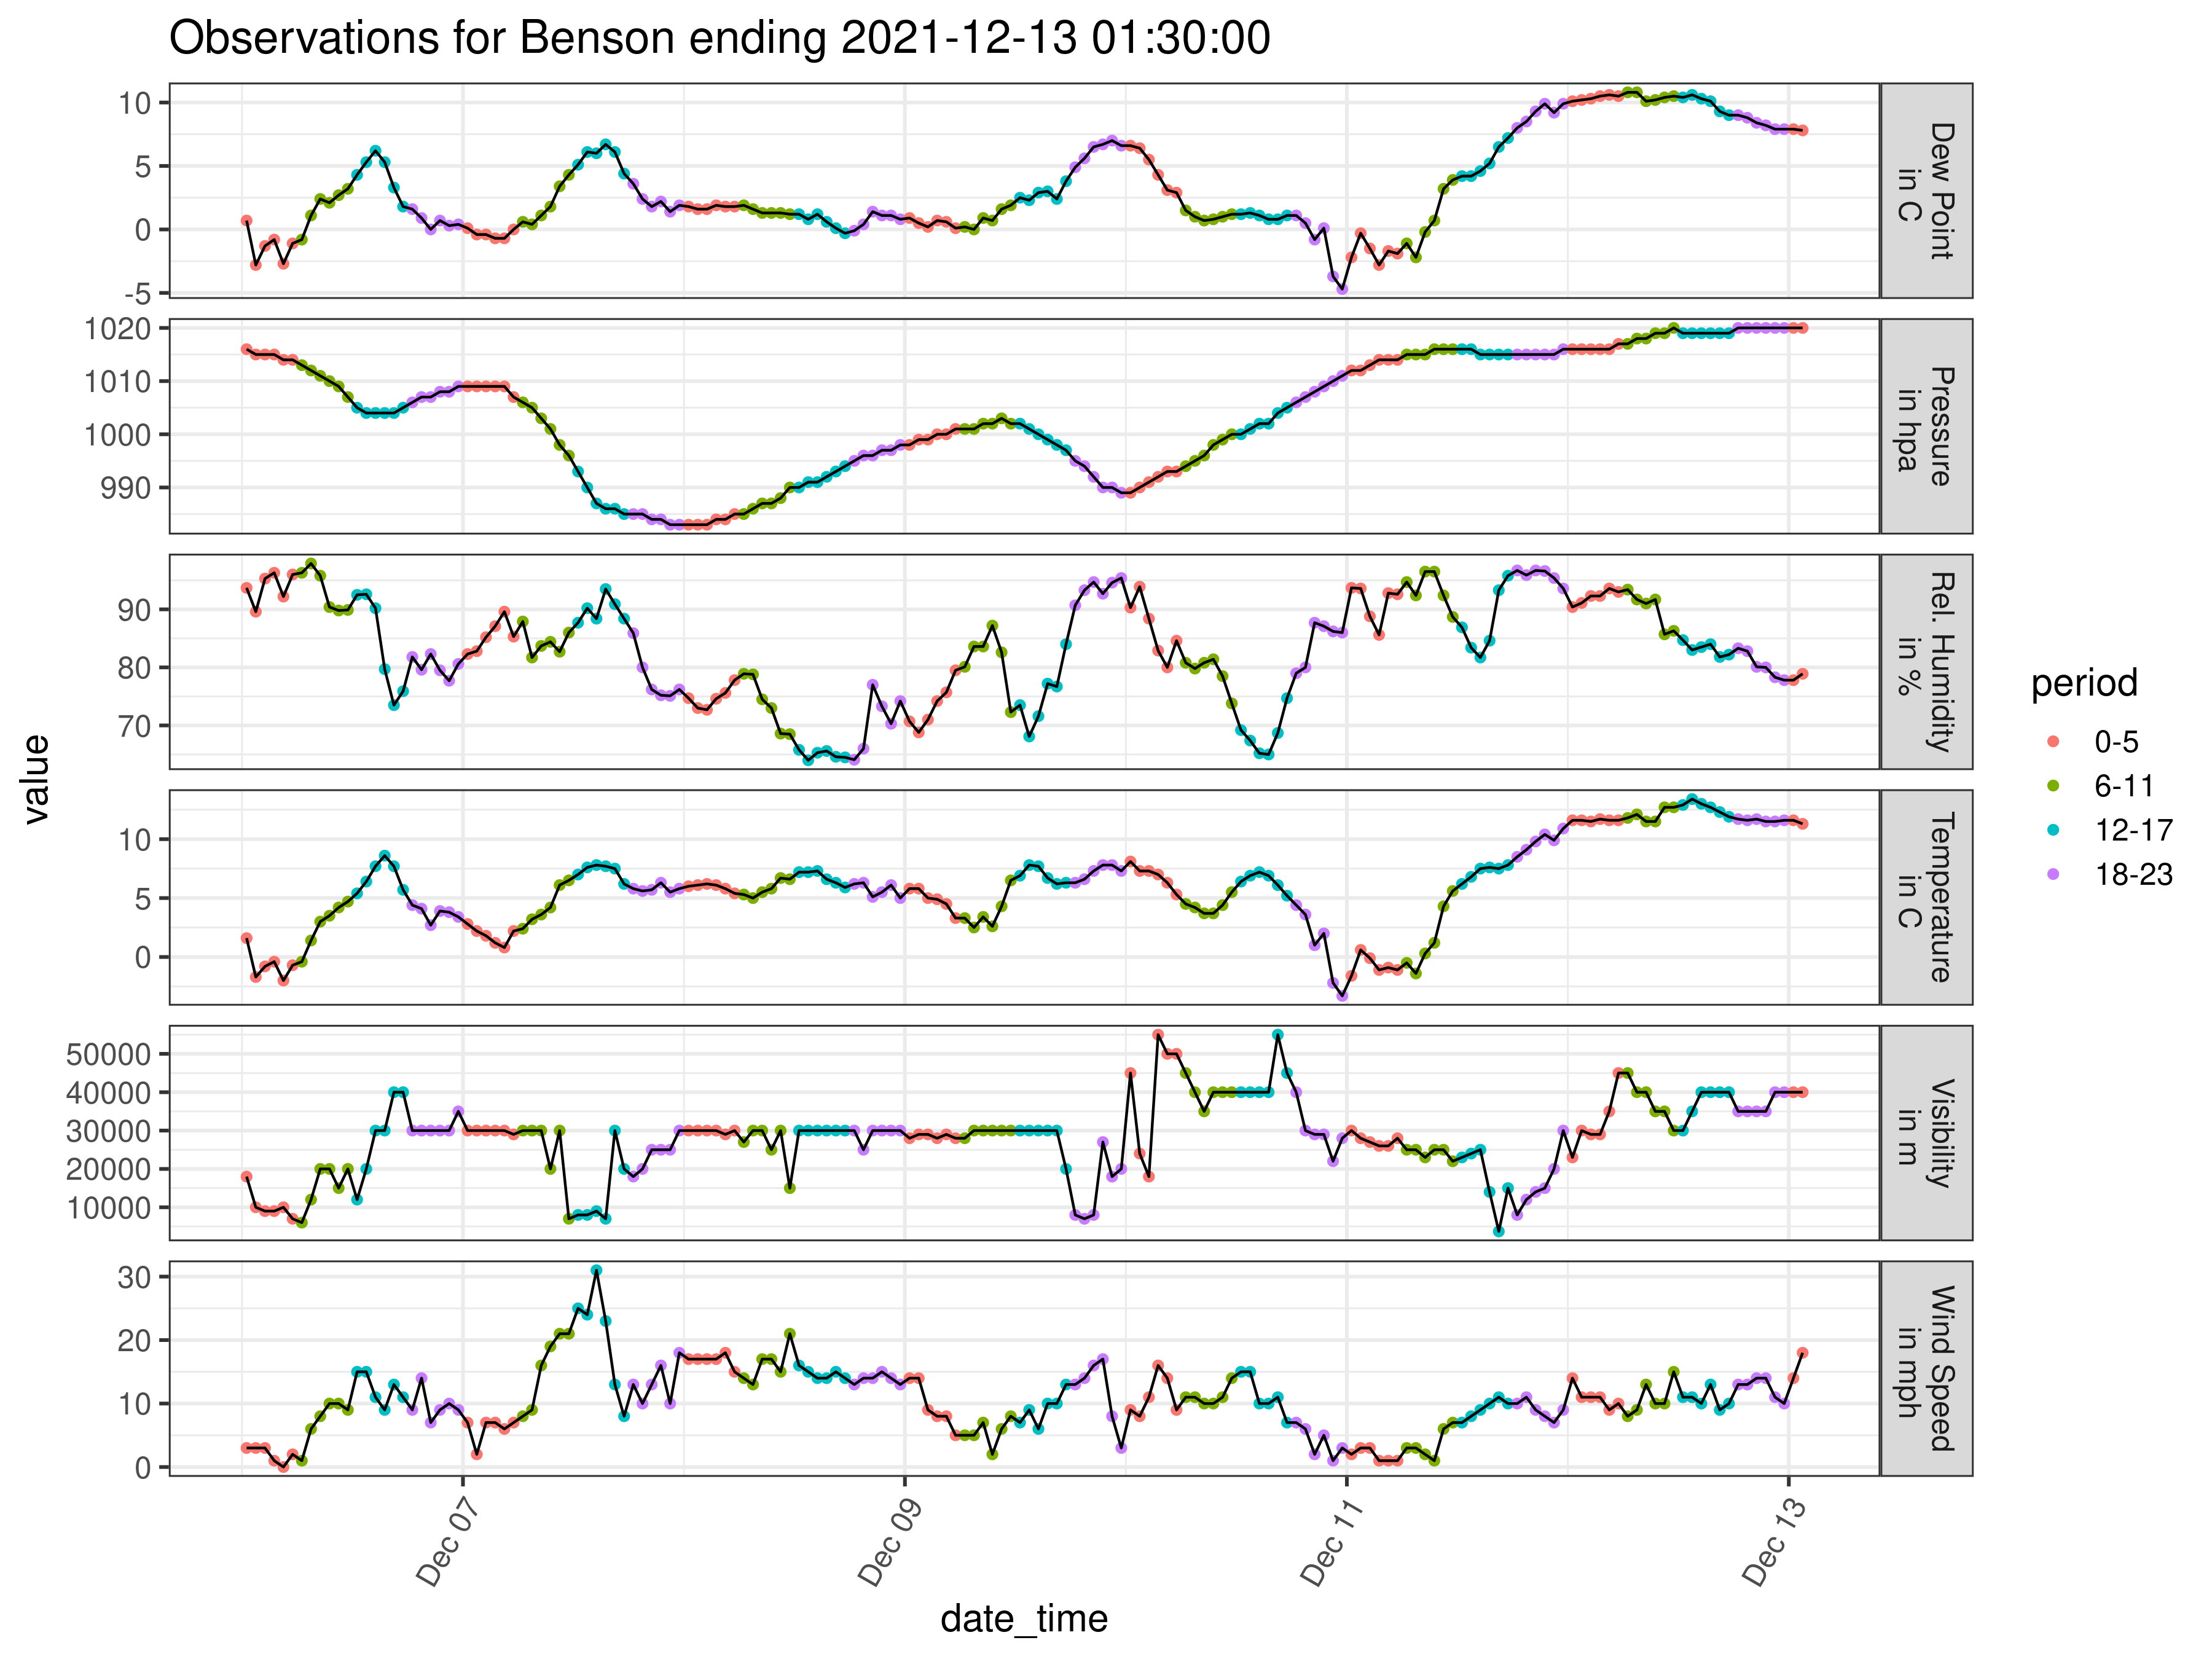 Observations for Benson ending 2021-12-13 01:30:00
value
10
5
0
-5
Dew Point
in C
1020
1010
1000
990
Pressure
in hpa
90
80
70
Rel. Humidity
in %
10
5
0
Temperature
in C
50000
40000
30000
20000
10000
Visibility
in m
30
20
10
0
Wind Speed
in mph
Dec 07
Dec 09
Dec 11
Dec 13
date_time
period
0-5
6-11
12-17
18-23